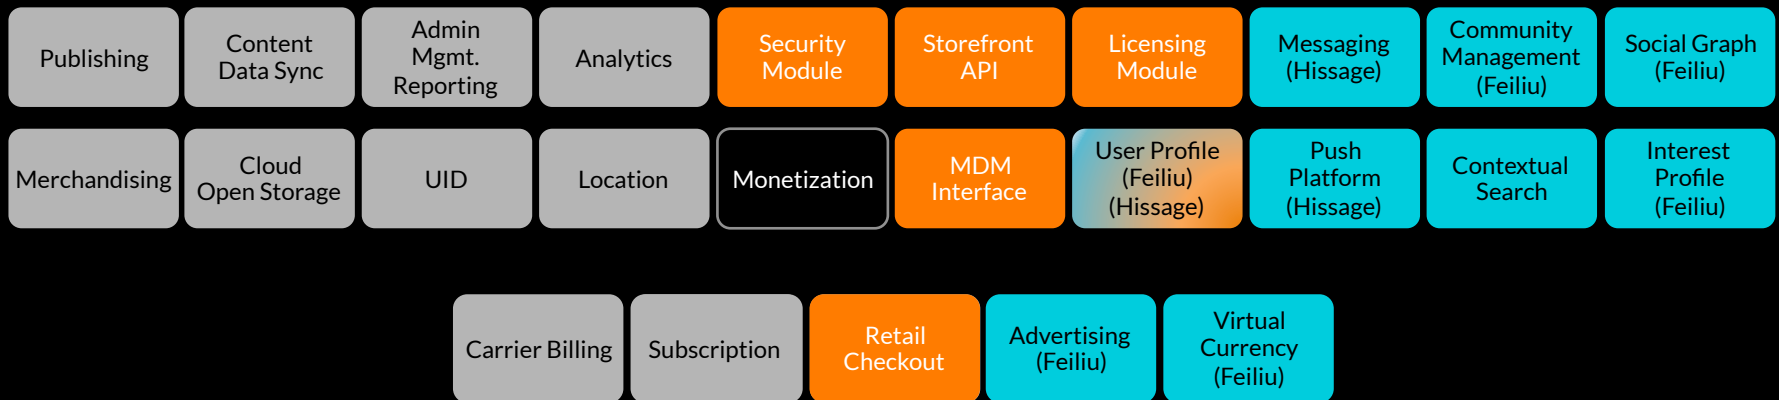 Publishing
Content
Data Sync
Admin
Mgmt.
Reporting
Analytics
Security
Module
Storefront
API
Licensing
Module
Messaging
(Hissage)
Community
Management
(Feiliu)
Social Graph
(Feiliu)
Merchandising
Cloud
Open Storage
UID
Location
Monetization
MDM
Interface
User Profile
(Feiliu)
(Hissage)
Push
Platform
(Hissage)
Contextual
Search
Interest
Profile
(Feiliu)
Carrier Billing
Subscription
Retail
Checkout
Advertising
(Feiliu)
Virtual
Currency
(Feiliu)